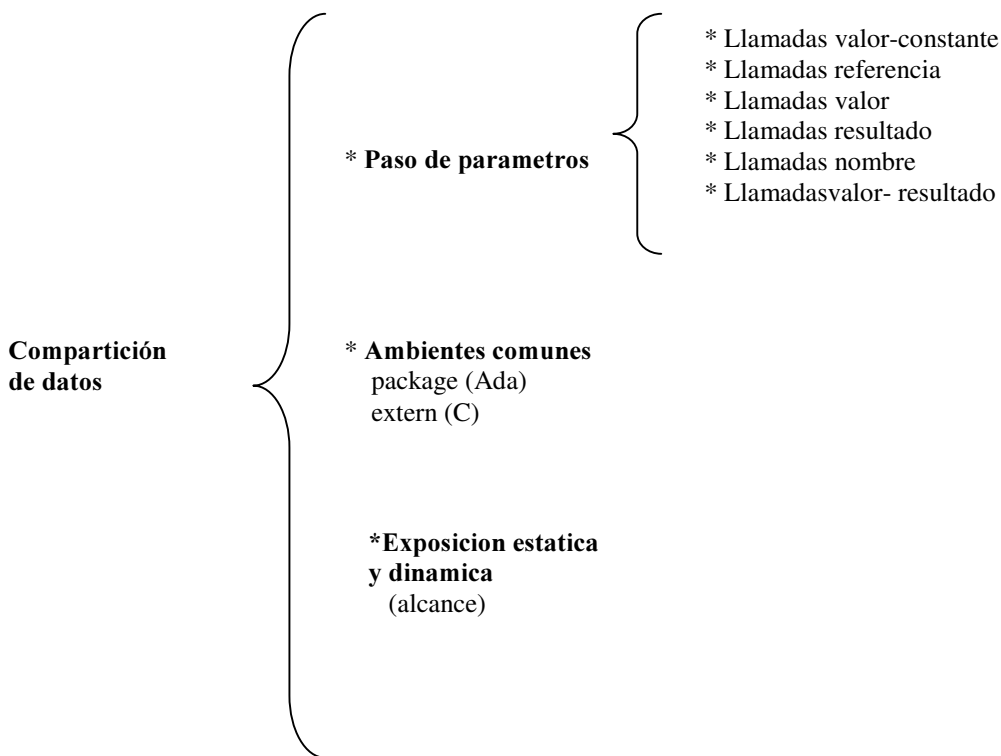 * Llamadas valor-constante
* Llamadas referencia
* Llamadas valor
* Llamadas resultado
* Llamadas nombre
* Llamadasvalor- resultado
* Paso de parametros
Compartición
de datos
* Ambientes comunes
package (Ada)
extern (C)
*Exposicion estatica
y dinamica
(alcance)